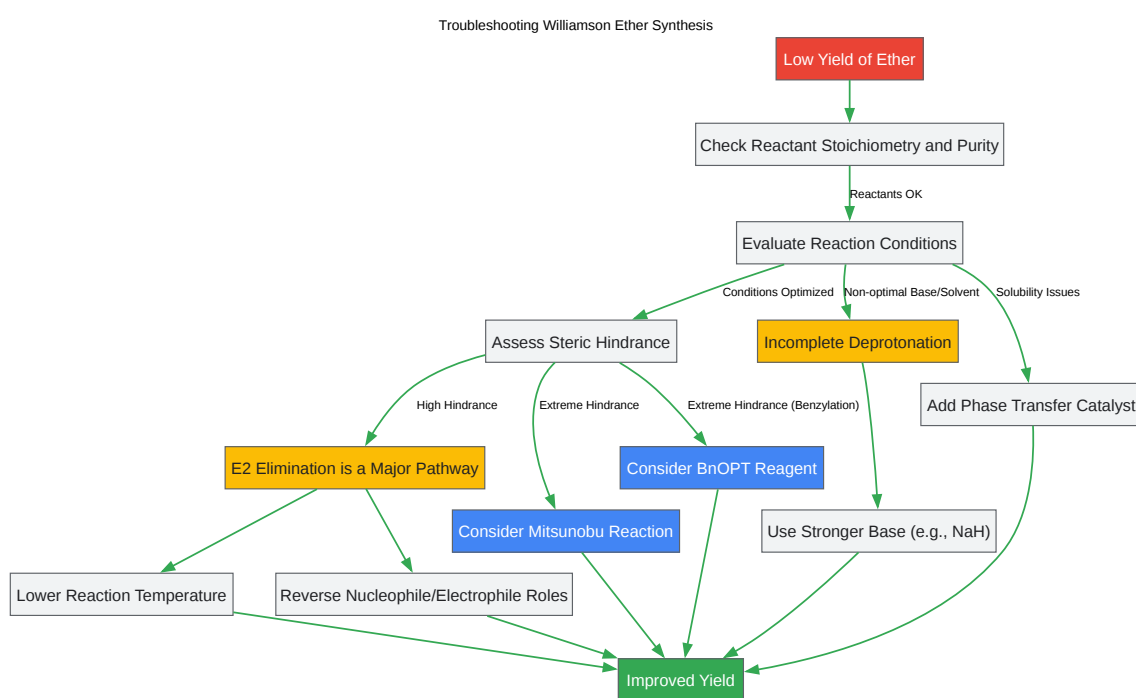 Troubleshooting Williamson Ether Synthesis
Low Yield of Ether
Check Reactant Stoichiometry and Purity
Reactants OK
Evaluate Reaction Conditions
Conditions Optimized
Non-optimal Base/Solvent
Solubility Issues
Assess Steric Hindrance
Incomplete Deprotonation
Add Phase Transfer Catalyst
High Hindrance
Extreme Hindrance
Extreme Hindrance (Benzylation)
E2 Elimination is a Major Pathway
Consider BnOPT Reagent
Consider Mitsunobu Reaction
Use Stronger Base (e.g., NaH)
Lower Reaction Temperature
Reverse Nucleophile/Electrophile Roles
Improved Yield